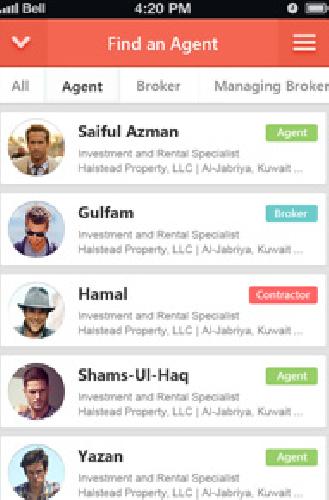 Bell
4:20 PM
Find an Agent
All
Agent
Broker
Managing Broker
Saiful Azman
Agent
Investment and Rental Specialist
Halstead Property, LLC | Al-Jabriya, Kuwait ...
Gulfam
Broker
Investment and Rental Specialist
Halstead Property, LLC | Al-Jabriya, Kuwait ...
Hamal
Contractor
Investment and Rental Specialist
Halstead Property, LLC | Al-Jabriya, Kuwait ...
Shams-Ul-Haq
Agent
Investment and Rental Specialist
Halstead Property, LLC | Al-Jabriya, Kuwait ...
Yazan
Agent
Investment and Rental Specialist
Halstead Property, LLC | Al-Jabriya, Kuwait ...